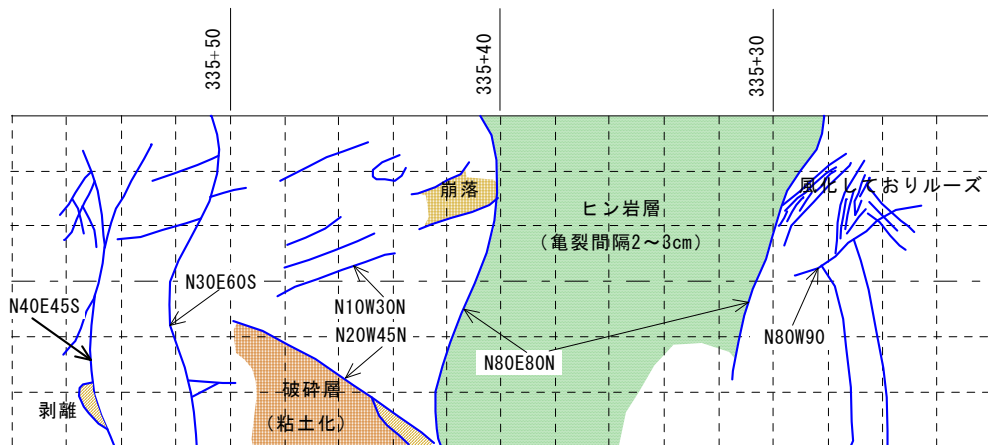 335+50
335+40
335+30
崩落
風化しておりルーズ
ヒン岩層
（亀裂間隔2～3cm）
N30E60S
N40E45S
N10W30N
N20W45N
N80W90
N80E80N
破砕層
（粘土化）
剥離